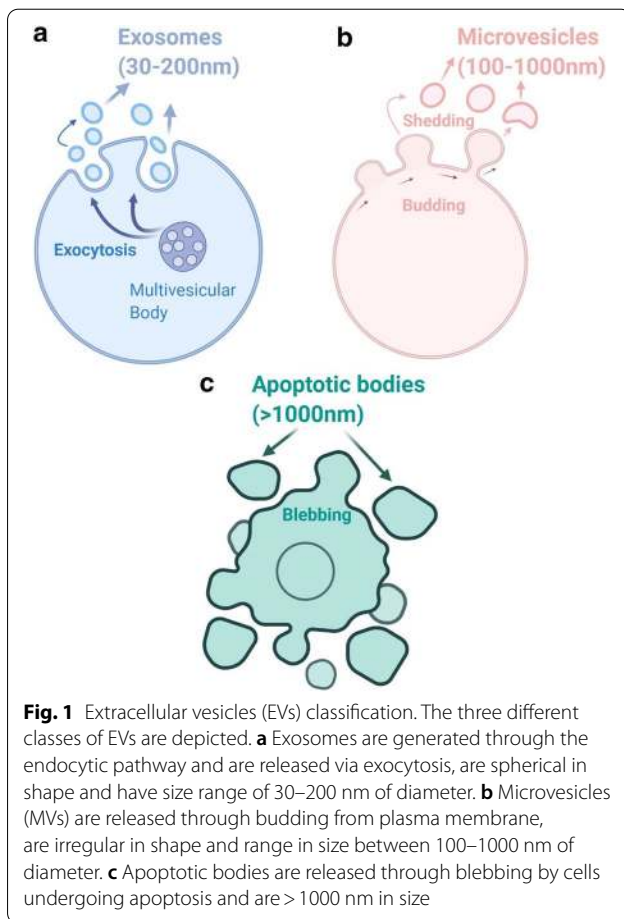 a
Exosomes
(30-200nm)
Exocytosis
Multivesicular
Body
b
Microvesicles
(100-1000nm)
Shedding
Budding
c
Apoptotic bodies
(>1000nm)
Blebbing
Fig. 1 Extracellular vesicles (EVs) classification. The three different
classes of EVs are depicted. a Exosomes are generated through the
endocytic pathway and are released via exocytosis, are spherical in
shape and have size range of 30–200 nm of diameter. b Microvesicles
(MVs) are released through budding from plasma membrane,
are irregular in shape and range in size between 100–1000 nm of
diameter. c Apoptotic bodies are released through blebbing by cells
undergoing apoptosis and are > 1000 nm in size